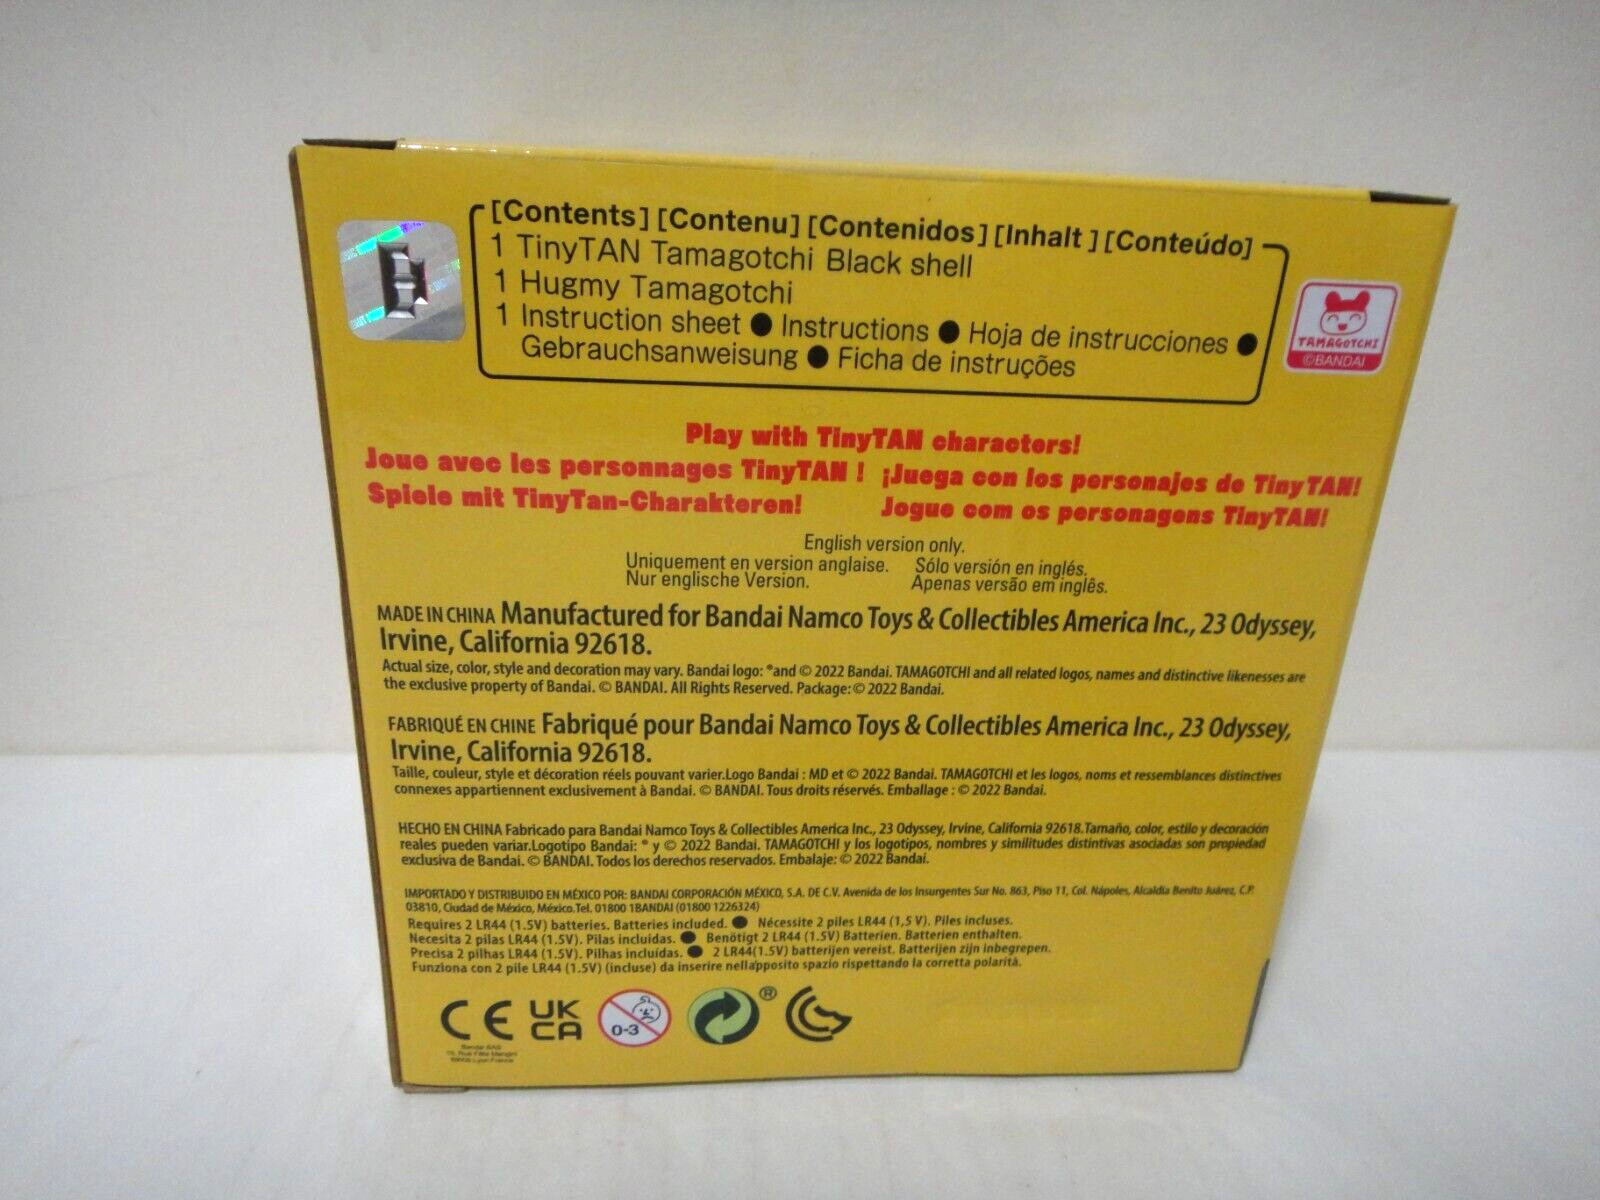 [Contents] [Contenu] [Contenidos] [Inhalt ] [Conteúdo]
1 TinyTAN Tamagotchi Black shell
1 Hugmy Tamagotchi
1 Instruction sheet ● Instructions ● Hoja de instrucciones ●
Gebrauchsanweisung ● Ficha de instruções
TAMAGOTCHI
©BANDAI
Play with TinyTAN characters!
Joue avec les personnages TinyTAN ! ¡Juega con los personajes de TinyTAN!
Spiele mit TinyTan-Charakteren! Jogue com os personagens TinyTAN!
English version only.
Uniquement en version anglaise. Sólo versión en inglés.
Nur englische Version. Apenas versão em inglês.
MADE IN CHINA Manufactured for Bandai Namco Toys & Collectibles America Inc., 23 Odyssey,
Irvine, California 92618.
Actual size, color, style and decoration may vary. Bandai logo: ®and © 2022 Bandai. TAMAGOTCHI and all related logos, names and distinctive likenesses are
the exclusive property of Bandai. © BANDAI. All Rights Reserved. Package: © 2022 Bandai.
FABRIQUÉ EN CHINE Fabriqué pour Bandai Namco Toys & Collectibles America Inc., 23 Odyssey,
Irvine, California 92618.
Taille, couleur, style et décoration réels pouvant varier.Logo Bandai : MD et © 2022 Bandai. TAMAGOTCHI et les logos, noms et ressemblances distinctives
connexes appartiennent exclusivement à Bandai. © BANDAI. Tous droits réservés. Emballage : © 2022 Bandai.
HECHO EN CHINA Fabricado para Bandai Namco Toys & Collectibles America Inc., 23 Odyssey, Irvine, California 92618.Tamaño, color, estilo y decoración
reales pueden variar.Logotipo Bandai: ® y © 2022 Bandai. TAMAGOTCHI y los logotipos, nombres y similitudes distintivas asociadas son propiedad
exclusiva de Bandai. © BANDAI. Todos los derechos reservados. Embalaje: © 2022 Bandai.
IMPORTADO Y DISTRIBUIDO EN MÉXICO POR: BANDAI CORPORACIÓN MÉXICO, S.A. DE C.V. Avenida de los Insurgentes Sur No. 863, Piso 11, Col. Nápoles, Alcaldía Benito Juárez, C.P.
03810, Ciudad de México, México.Tel. 01800 1BANDAI (01800 1226324)
Requires 2 LR44 (1.5V) batteries. Batteries included. ● Nécessite 2 piles LR44 (1,5 V). Piles incluses.
Necesita 2 pilas LR44 (1.5V). Pilas incluidas. ● Benötigt 2 LR44 (1.5V) Batterien. Batterien enthalten.
Precisa 2 pilhas LR44 (1.5V). Pilhas incluídas. ● 2 LR44(1.5V) batterijen vereist. Batterijen zijn inbegrepen.
Funziona con 2 pile LR44 (1.5V) (incluse) da inserire nella'pposito spazio rispettando la corretta polarità.
CE UK
CA
0-3
®
Bandai SAS